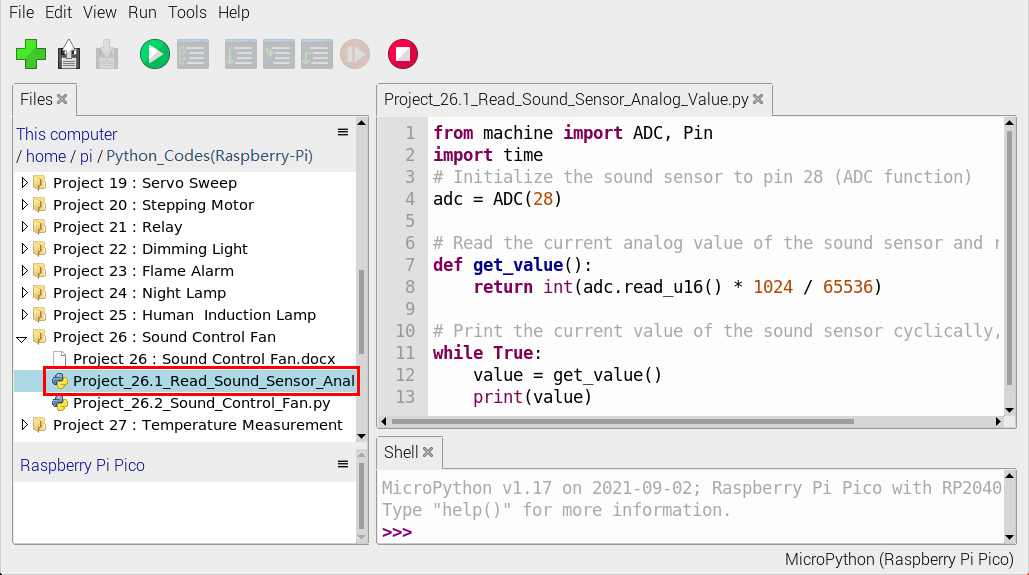 File Edit View Run Tools Help
Files
This computer
/ home / pi / Python_Codes(Raspberry-Pi)
Project 19 : Servo Sweep
Project 20 : Stepping Motor
Project 21 : Relay
Project 22 : Dimming Light
Project 23 : Flame Alarm
Project 24 : Night Lamp
Project 25 : Human  Induction Lamp
Project 26 : Sound Control Fan
Project 26 : Sound Control Fan.docx
Project_26.1_Read_Sound_Sensor_Anal
Project_26.2_Sound_Control_Fan.py
Project 27 : Temperature Measurement
Raspberry Pi Pico
Project_26.1_Read_Sound_Sensor_Analog_Value.py
1 from machine import ADC, Pin
2 import time
3 # Initialize the sound sensor to pin 28 (ADC function)
4 adc = ADC(28)
5
6 # Read the current analog value of the sound sensor and r
7 def get_value():
8     return int(adc.read_u16() * 1024 / 65536)
9
10 # Print the current value of the sound sensor cyclically,
11 while True:
12     value = get_value()
13     print(value)
Shell
MicroPython v1.17 on 2021-09-02; Raspberry Pi Pico with RP2040
Type "help()" for more information.
>>>
MicroPython (Raspberry Pi Pico)